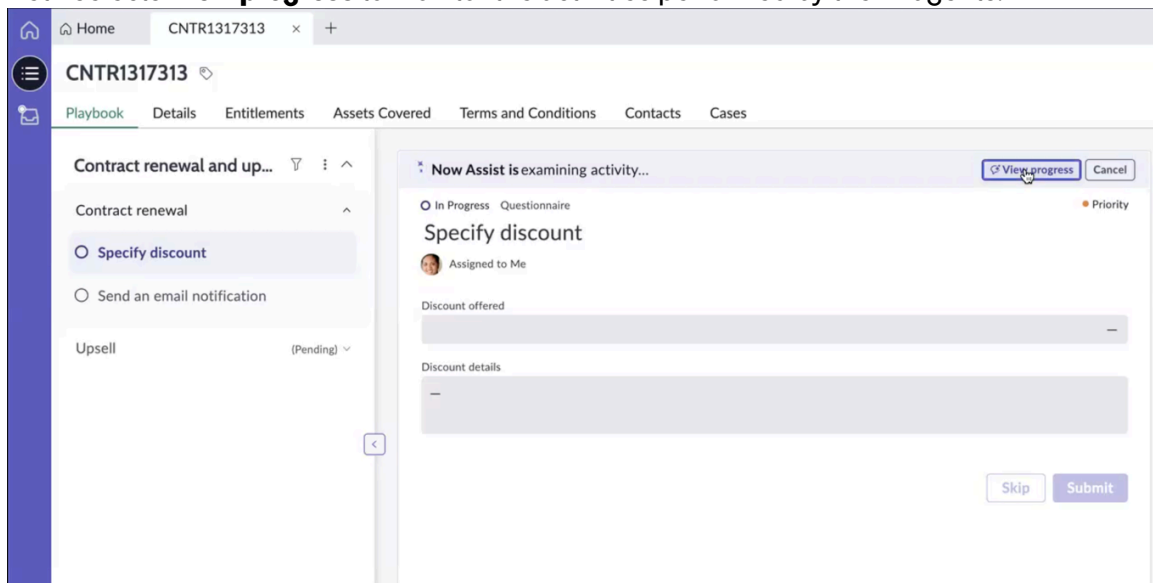 Home CNTR1317313 × +
CNTR1317313
Playbook Details Entitlements Assets Covered Terms and Conditions Contacts Cases
Contract renewal and up...
Now Assist is examining activity...
View progress
Cancel
Contract renewal
In Progress Questionnaire
Priority
Specify discount
Specify discount
Assigned to Me
Send an email notification
Discount offered
—
Upsell (Pending)
Discount details
—
Skip Submit